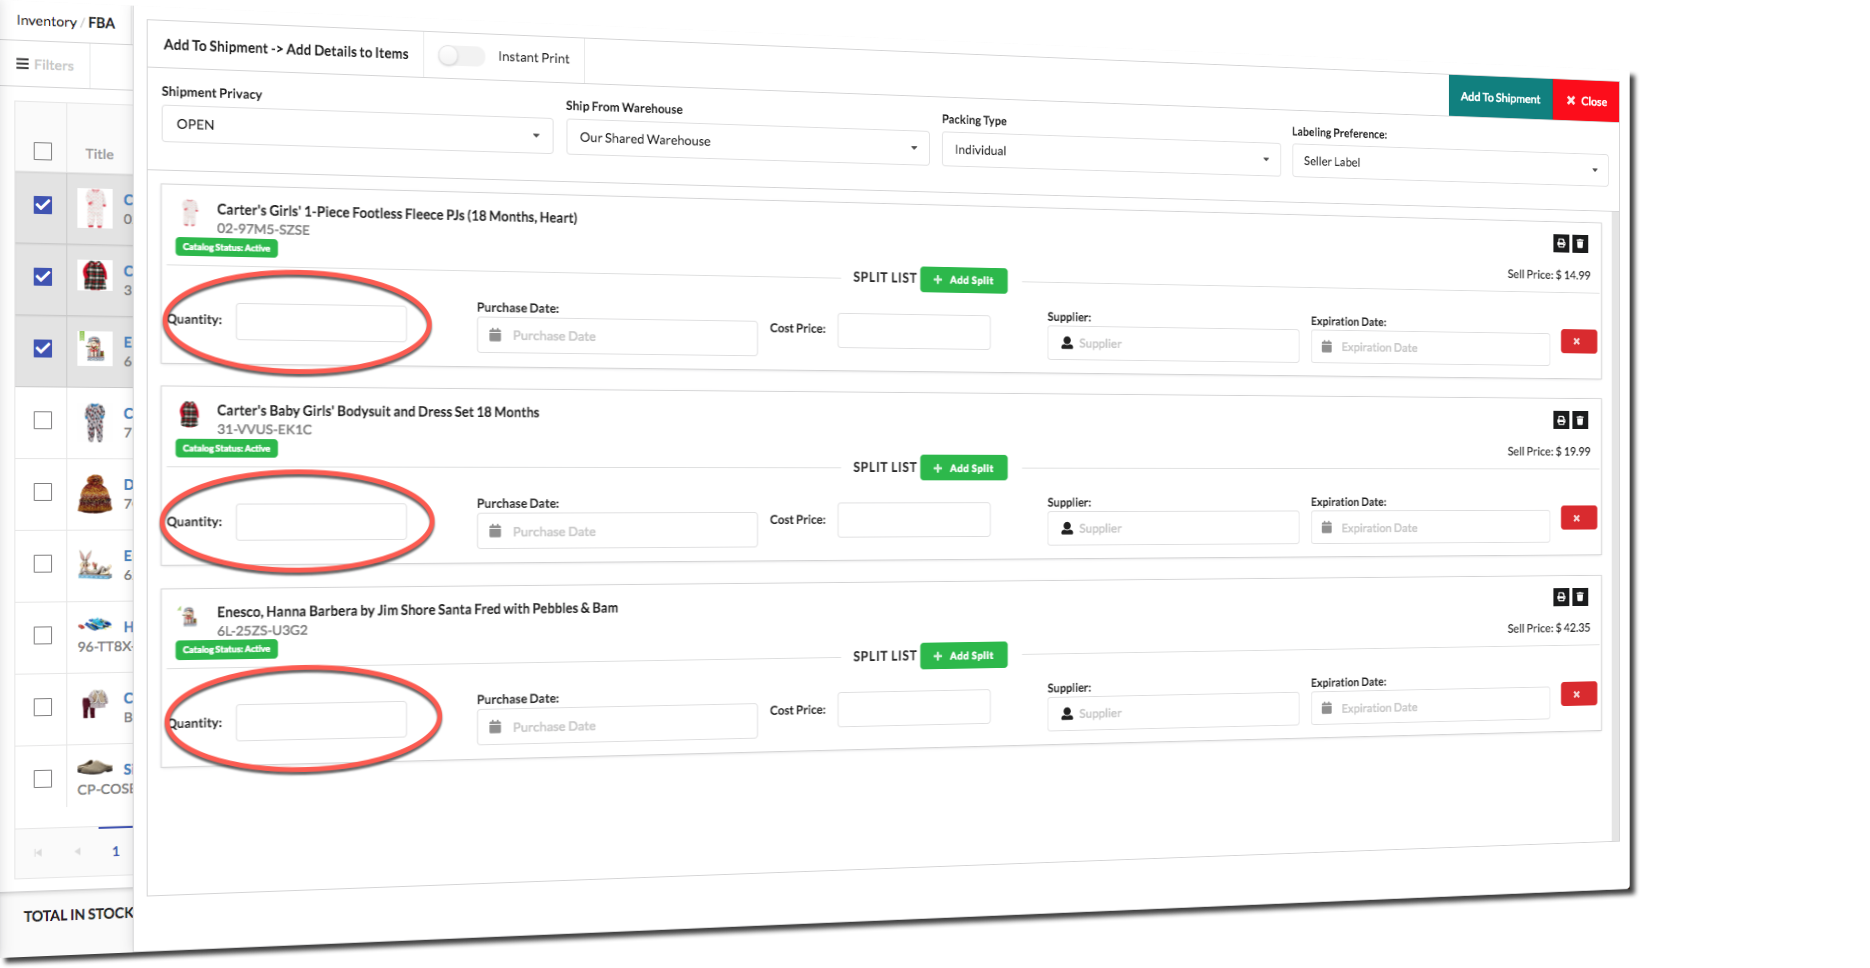 Inventory / FBA
Filters
Title
C
0
C
3
E
6
C
7
D
7
E
6
H
96-TT8X-
C
B
Si
CP-COSE
1
TOTAL IN STOCK
Add To Shipment -> Add Details to Items
Instant Print
Add To Shipment
Close
Shipment Privacy
OPEN
Ship From Warehouse
Our Shared Warehouse
Packing Type
Individual
Labeling Preference:
Seller Label
Carter's Girls' 1-Piece Footless Fleece PJs (18 Months, Heart)
02-97M5-SZSE
Catalog Status: Active
SPLIT LIST
+ Add Split
Sell Price: $ 14.99
Quantity:
Purchase Date:
Purchase Date
Cost Price:
Supplier:
Supplier
Expiration Date:
Expiration Date
Carter's Baby Girls' Bodysuit and Dress Set 18 Months
31-VVUS-EK1C
Catalog Status: Active
SPLIT LIST
+ Add Split
Sell Price: $ 19.99
Quantity:
Purchase Date:
Purchase Date
Cost Price:
Supplier:
Supplier
Expiration Date:
Expiration Date
Enesco, Hanna Barbera by Jim Shore Santa Fred with Pebbles & Bam
6L-25ZS-U3G2
Catalog Status: Active
SPLIT LIST
+ Add Split
Sell Price: $ 42.35
Quantity:
Purchase Date:
Purchase Date
Cost Price:
Supplier:
Supplier
Expiration Date:
Expiration Date